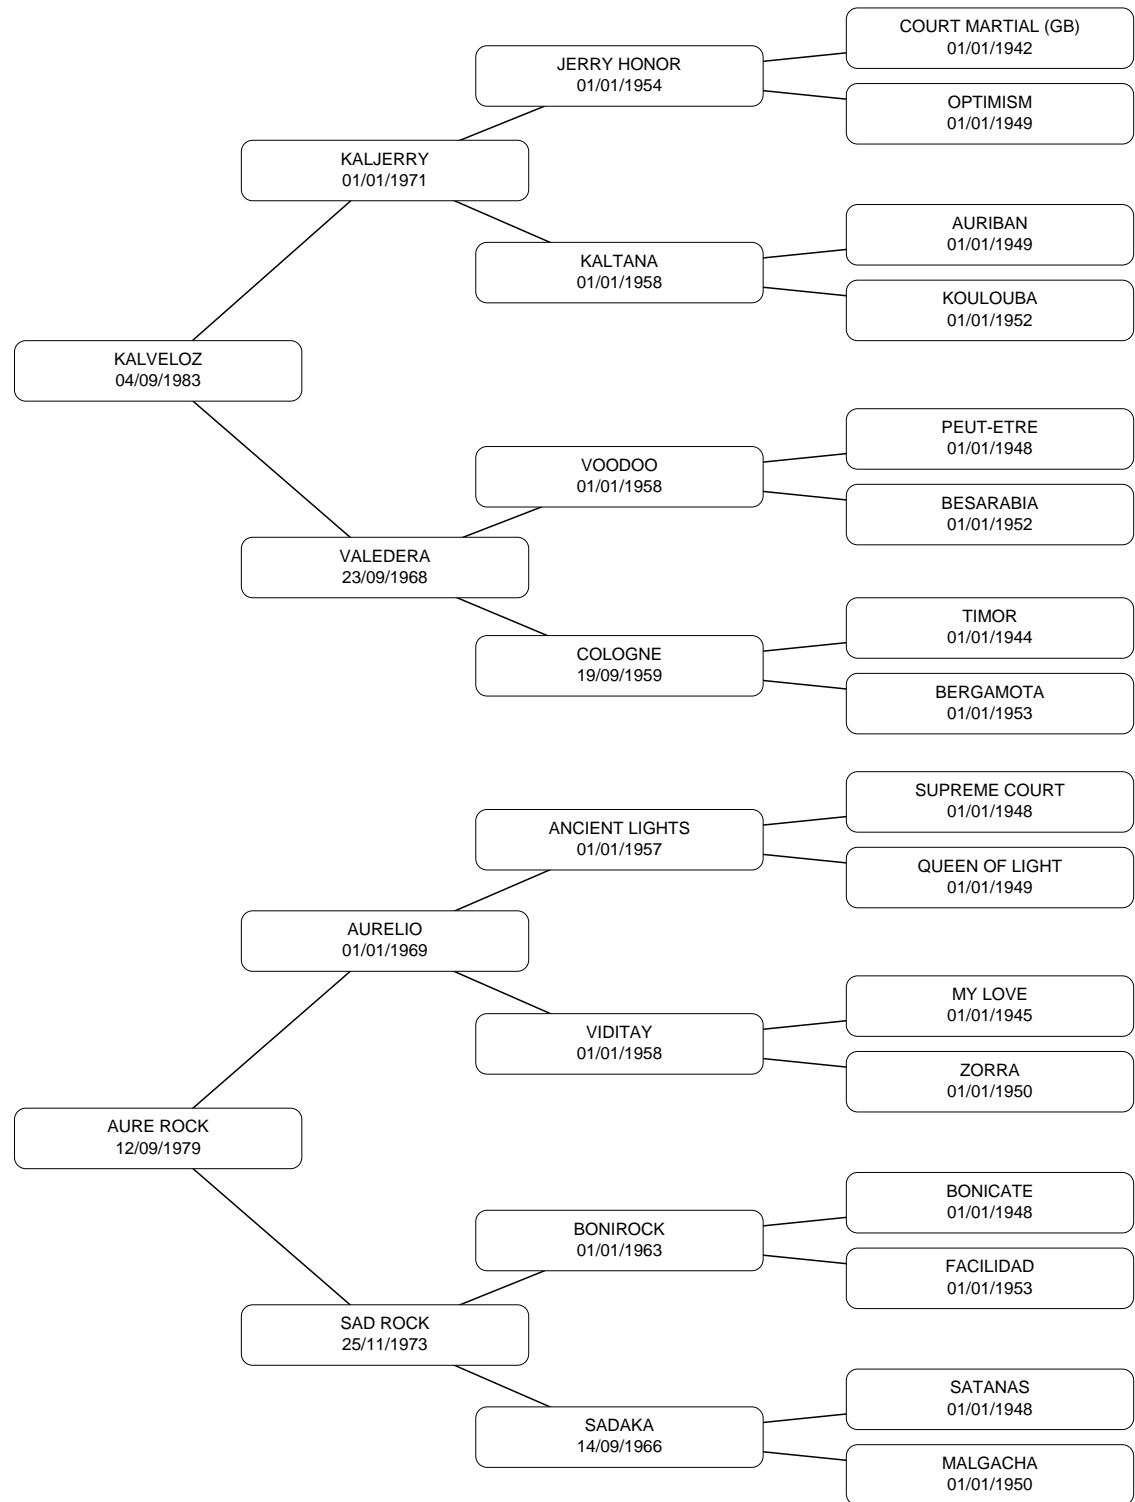 COURT MARTIAL (GB)
01/01/1942
JERRY HONOR
01/01/1954
OPTIMISM
01/01/1949
KALJERRY
01/01/1971
AURIBAN
01/01/1949
KALTANA
01/01/1958
KOULOUBA
01/01/1952
KALVELOZ
04/09/1983
PEUT-ETRE
01/01/1948
VOODOO
01/01/1958
BESARABIA
01/01/1952
VALEDERA
23/09/1968
TIMOR
01/01/1944
COLOGNE
19/09/1959
BERGAMOTA
01/01/1953
SUPREME COURT
01/01/1948
ANCIENT LIGHTS
01/01/1957
QUEEN OF LIGHT
01/01/1949
AURELIO
01/01/1969
MY LOVE
01/01/1945
VIDITAY
01/01/1958
ZORRA
01/01/1950
AURE ROCK
12/09/1979
BONICATE
01/01/1948
BONIROCK
01/01/1963
FACILIDAD
01/01/1953
SAD ROCK
25/11/1973
SATANAS
01/01/1948
SADAKA
14/09/1966
MALGACHA
01/01/1950